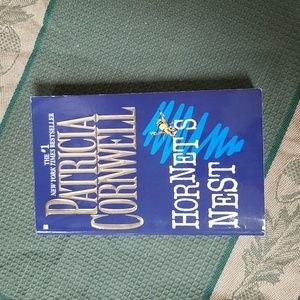 THE #1
NEW YORK TIMES BESTSELLER
PATRICIA
CORNWELL
HORNET'S
NEST